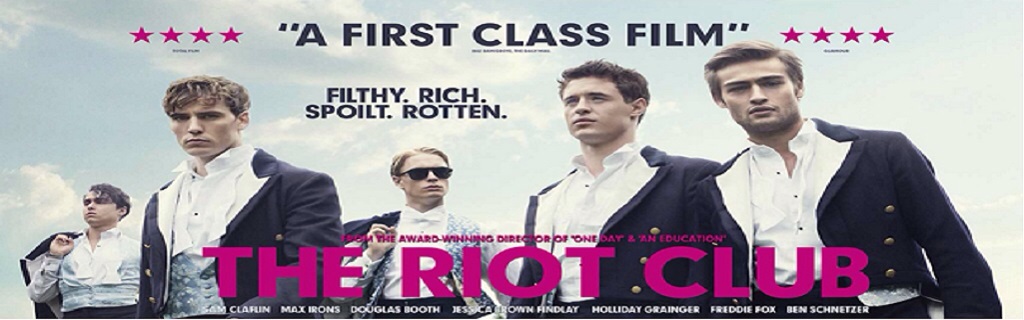 "A FIRST CLASS FILM"
FILTHY. RICH.
SPOILT. ROTTEN.
FROM THE AWARD-WINNING DIRECTOR OF 'ONE DAY' & 'AN EDUCATION'
THE RIOT CLUB
SAM CLAFLIN MAX IRONS DOUGLAS BOOTH JESSICA BROWN FINDLAY HOLLIDAY GRAINGER FREDDIE FOX BEN SCHNETZER